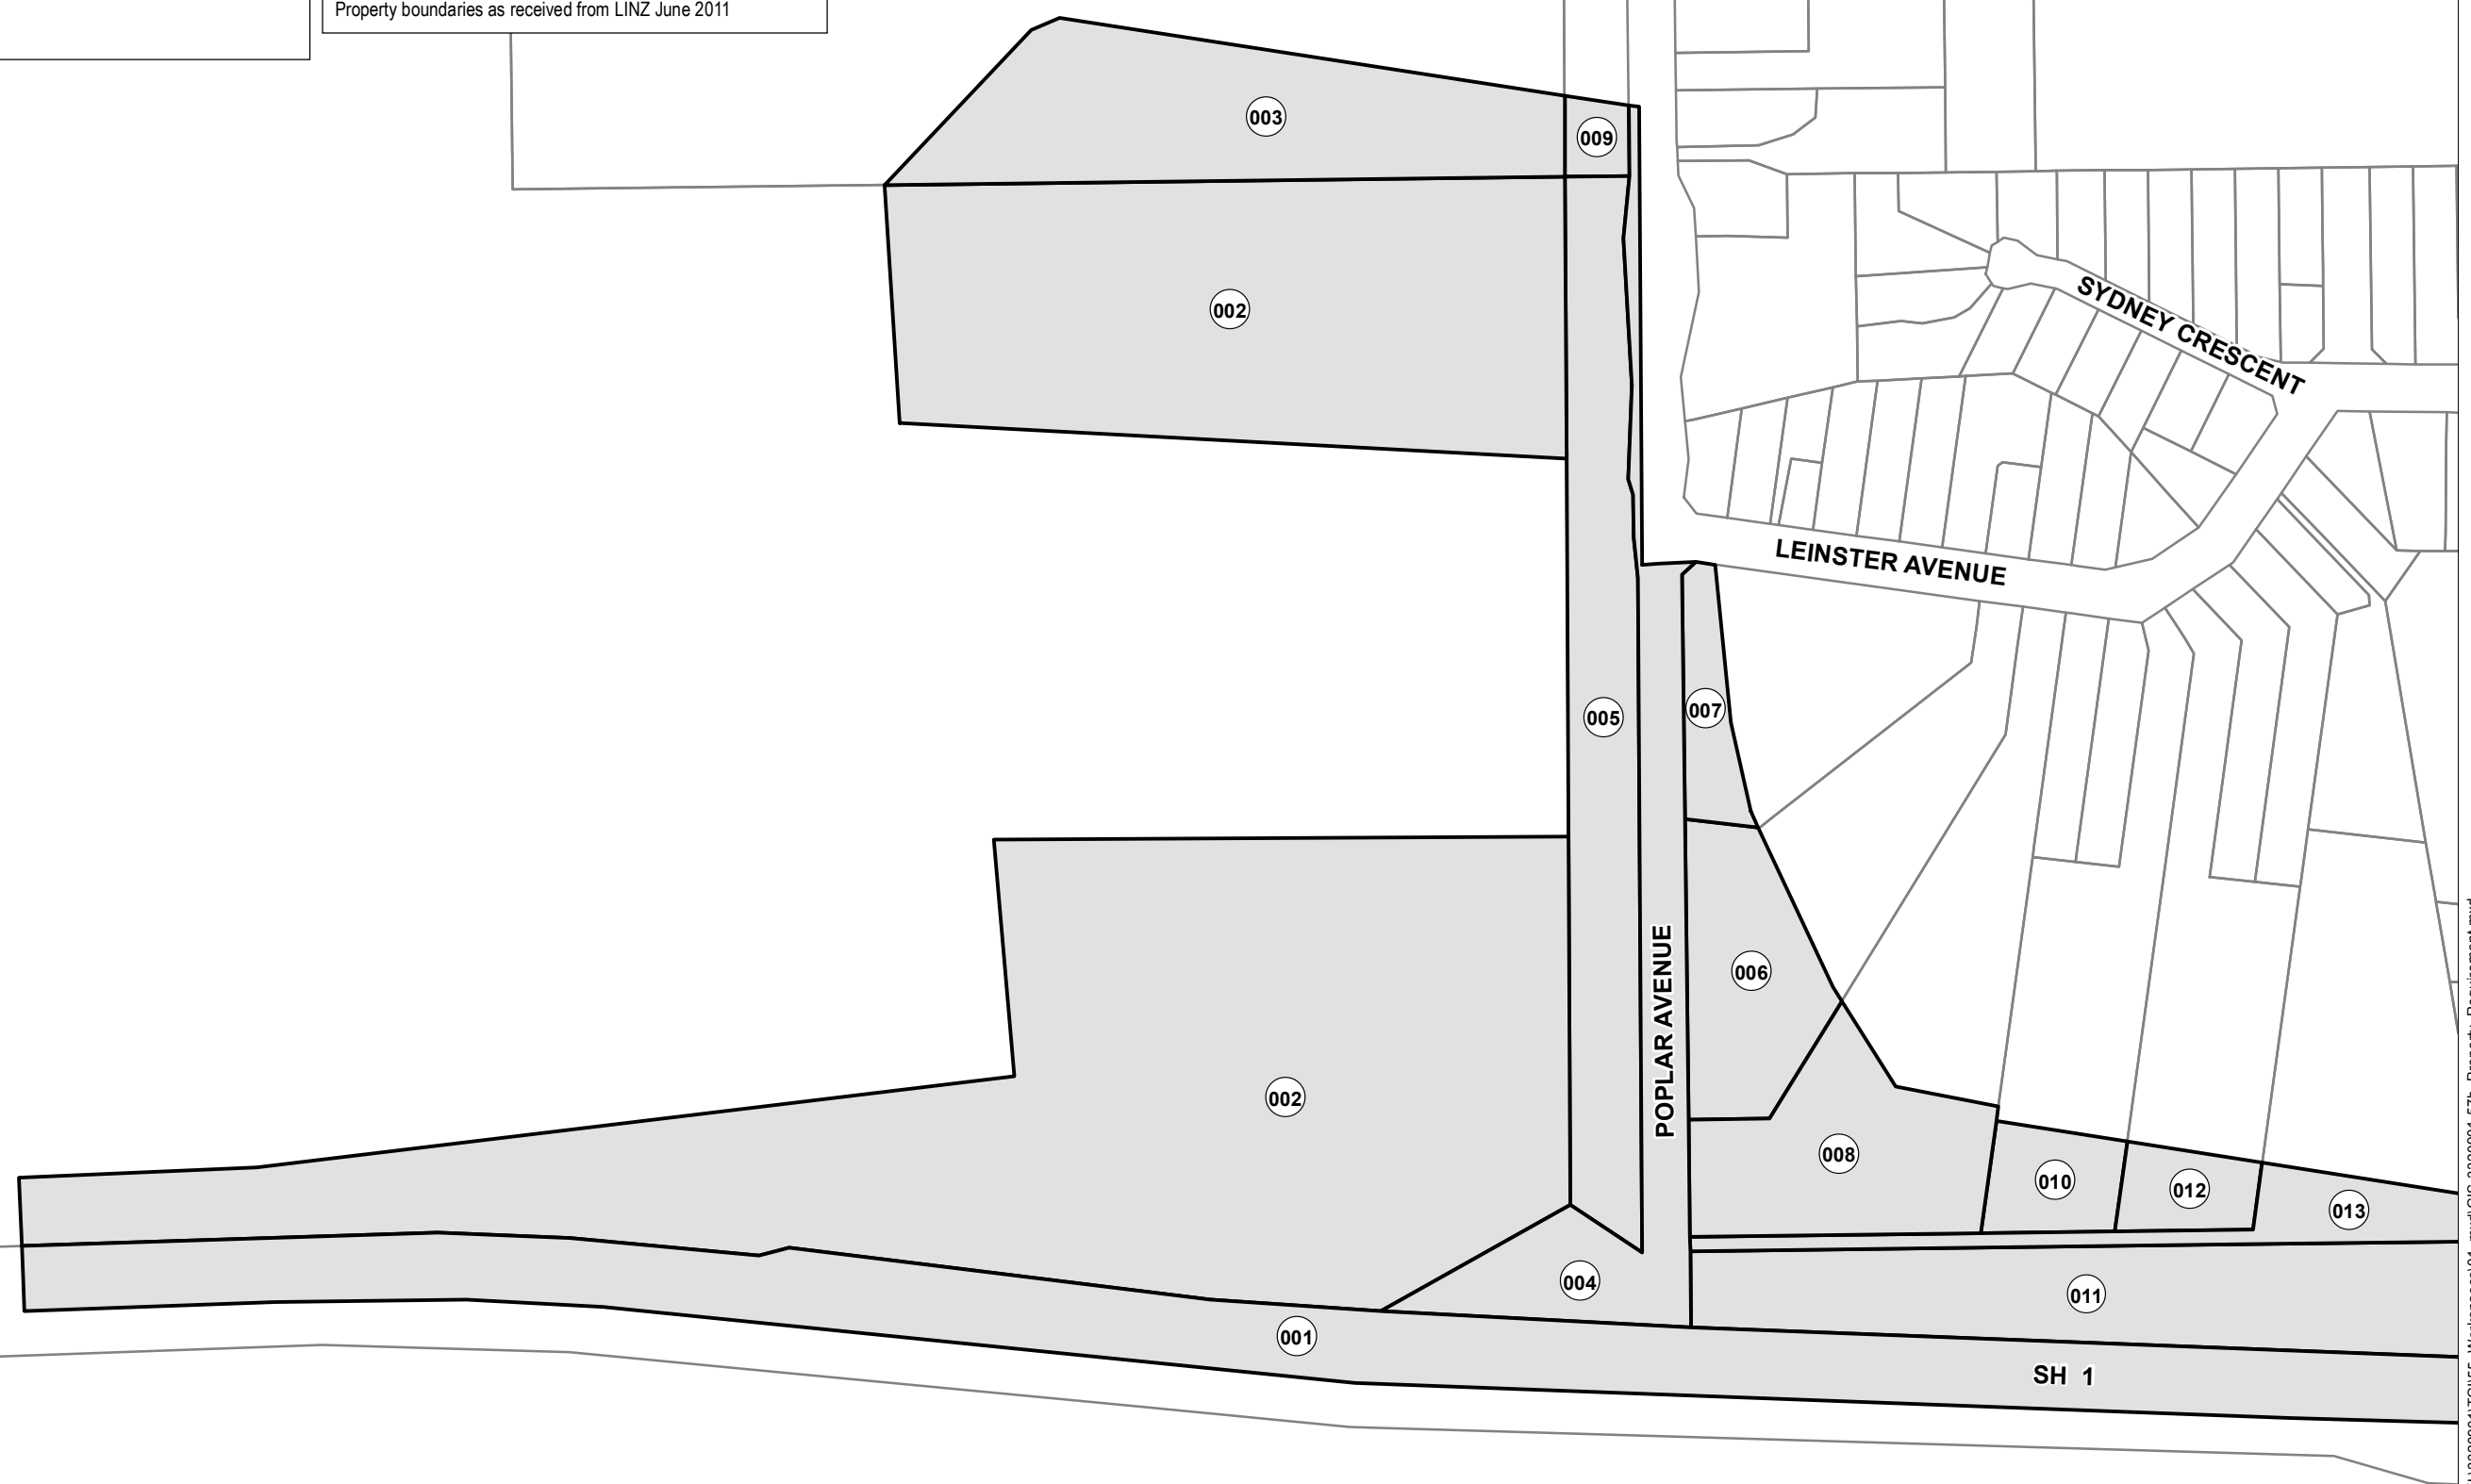 Property boundaries as received from LINZ June 2011
003
009
002
SYDNEY CRESCENT
LEINSTER AVENUE
005
007
006
POPLAR AVENUE
002
008
010
012
013
004
011
001
SH 1